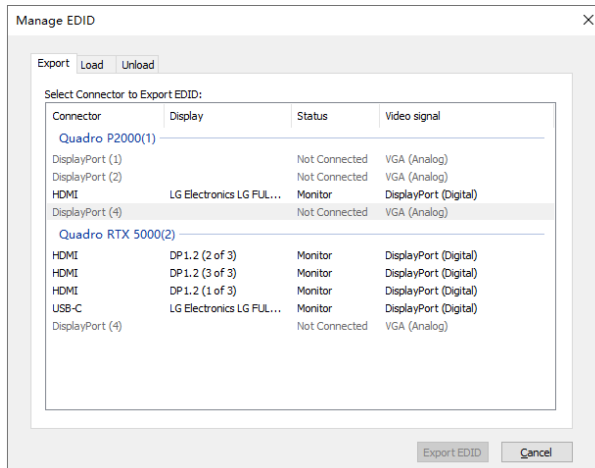 Manage EDID
Export Load Unload
Select Connector to Export EDID:
Connector Display Status Video signal
Quadro P2000(1)
DisplayPort (1) Not Connected VGA (Analog)
DisplayPort (2) Not Connected VGA (Analog)
HDMI LG Electronics LG FUL... Monitor DisplayPort (Digital)
DisplayPort (4) Not Connected VGA (Analog)
Quadro RTX 5000(2)
HDMI DP1.2 (2 of 3) Monitor DisplayPort (Digital)
HDMI DP1.2 (3 of 3) Monitor DisplayPort (Digital)
HDMI DP1.2 (1 of 3) Monitor DisplayPort (Digital)
USB-C LG Electronics LG FUL... Monitor DisplayPort (Digital)
DisplayPort (4) Not Connected VGA (Analog)
Export EDID Cancel